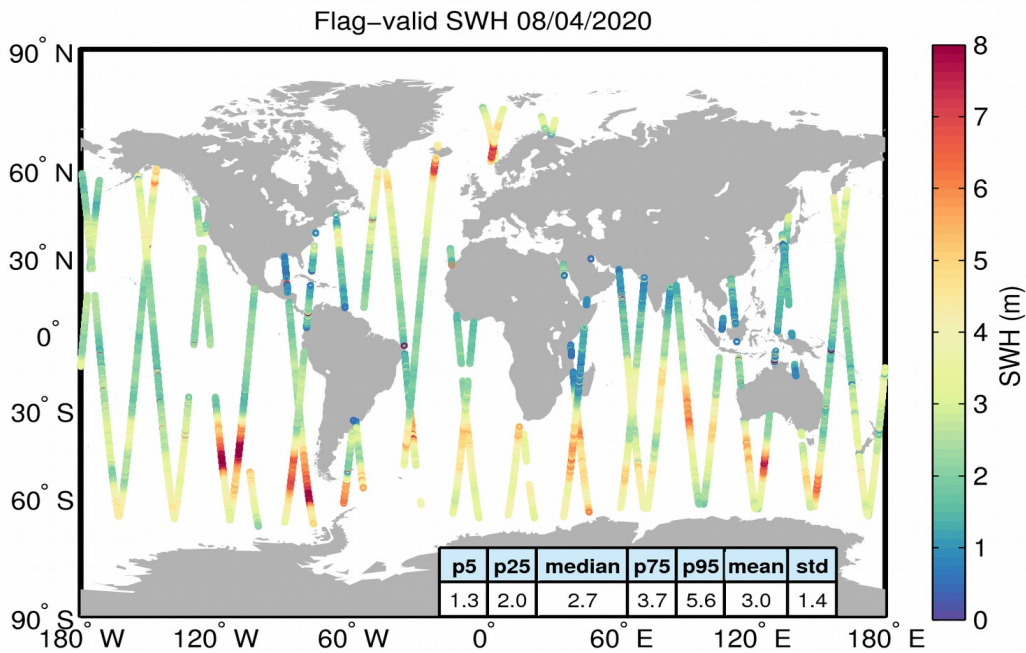 Flag−valid SWH 08/04/2020
90° N
60° N
30° N
0°
30° S
60° S
90° S
180° W
120° W
60° W
0°
60° E
120° E
180° E
8
7
6
5
4
3
2
1
0
SWH (m)
p5 p25 median p75 p95 mean std
1.3 2.0 2.7 3.7 5.6 3.0 1.4